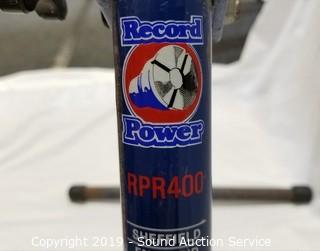 Record
Power
RPR400
SHEFFIELD
Copyright 2019 - Sound Auction Service